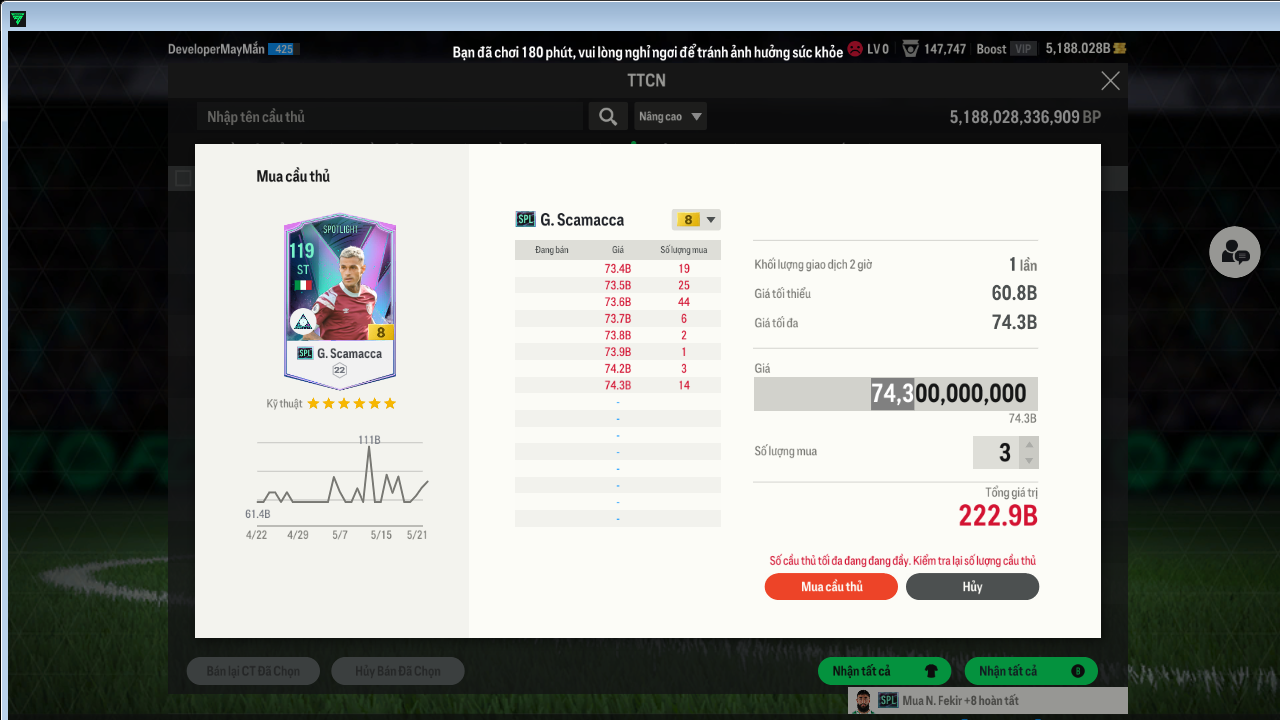 DeveloperMayMắn 425
Bạn đã chơi 180 phút, vui lòng nghỉ ngơi để tránh ảnh hưởng sức khỏe
LV 0 147,747 Boost VIP 5,188.028B
TTCN
Nhập tên cầu thủ
Nâng cao
5,188,028,336,909 BP
Mua cầu thủ
SPOTLIGHT
119
ST
8
SPL G. Scamacca
22
Kỹ thuật
111B
61.4B
4/22 4/29 5/7 5/15 5/21
SPL G. Scamacca 8
Đang bán Giá Số lượng mua
73.4B 19
73.5B 25
73.6B 44
73.7B 6
73.8B 2
73.9B 1
74.2B 3
74.3B 14
-
-
-
-
-
-
-
-
Khối lượng giao dịch 2 giờ 1 lần
Giá tối thiểu 60.8B
Giá tối đa 74.3B
Giá
74,300,000,000
74.3B
Số lượng mua 3
Tổng giá trị
222.9B
Số cầu thủ tối đa đang đang đầy. Kiểm tra lại số lượng cầu thủ
Mua cầu thủ Hủy
Bán lại CT Đã Chọn Hủy Bán Đã Chọn Nhận tất cả Nhận tất cả
SPL Mua N. Fekir +8 hoàn tất